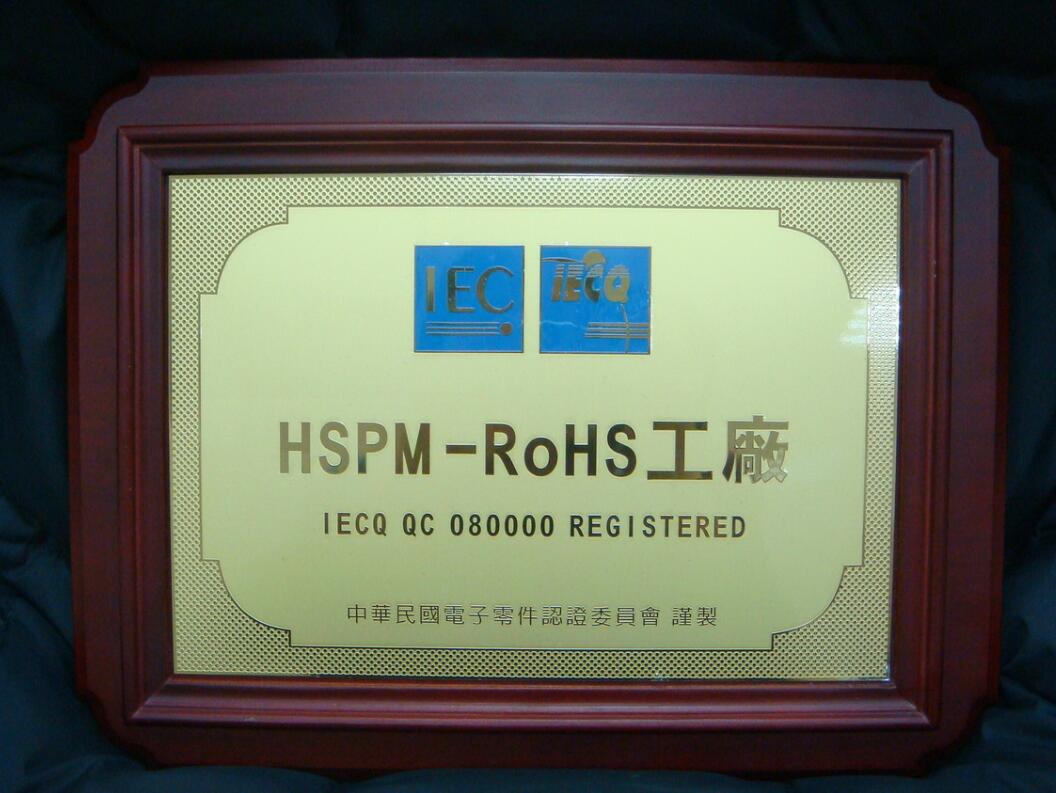 IEC IECQ
HSPM-RoHS工廠
IECQ QC 080000 REGISTERED
中華民國電子零件認證委員會 謹製